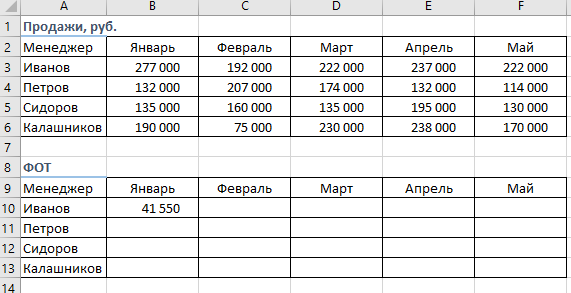 A B C D E F
1 Продажи, руб.
2 Менеджер Январь Февраль Март Апрель Май
3 Иванов 277 000 192 000 222 000 237 000 222 000
4 Петров 132 000 207 000 174 000 132 000 114 000
5 Сидоров 135 000 160 000 135 000 195 000 130 000
6 Калашников 190 000 75 000 230 000 238 000 170 000
7
8 ФОТ
9 Менеджер Январь Февраль Март Апрель Май
10 Иванов 41 550
11 Петров
12 Сидоров
13 Калашников
14